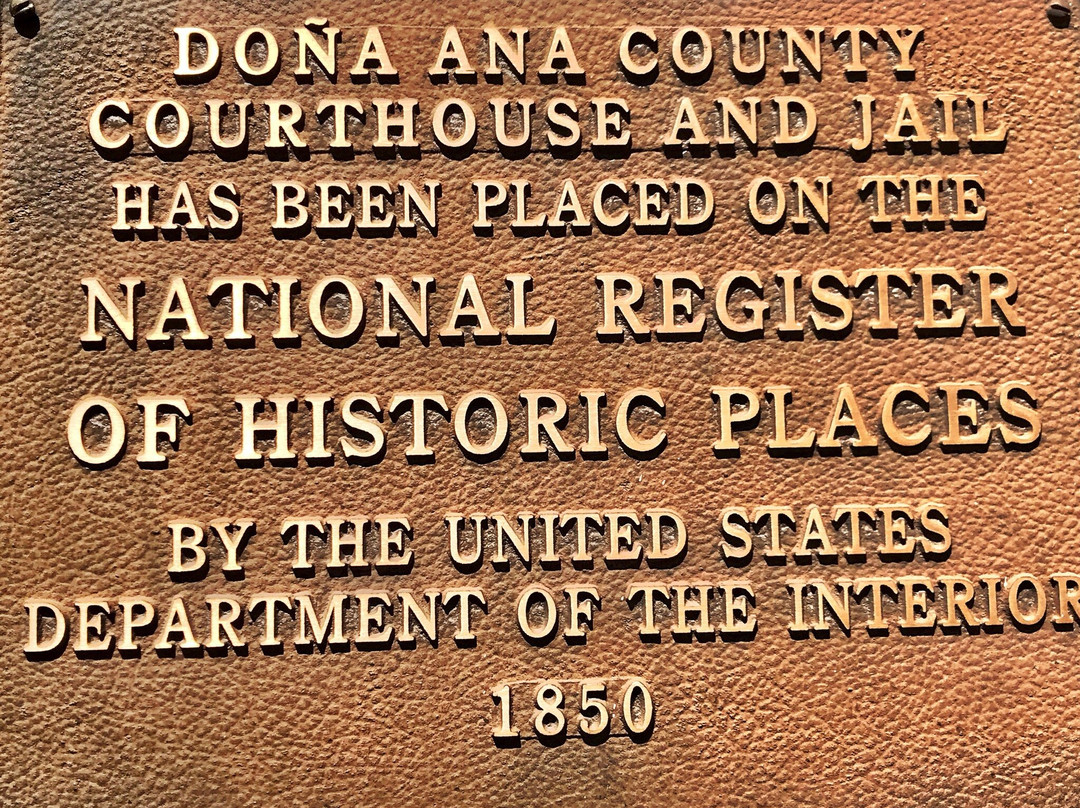 DOÑA ANA COUNTY
COURTHOUSE AND JAIL
HAS BEEN PLACED ON THE
NATIONAL REGISTER
OF HISTORIC PLACES
BY THE UNITED STATES
DEPARTMENT OF THE INTERIOR
1850